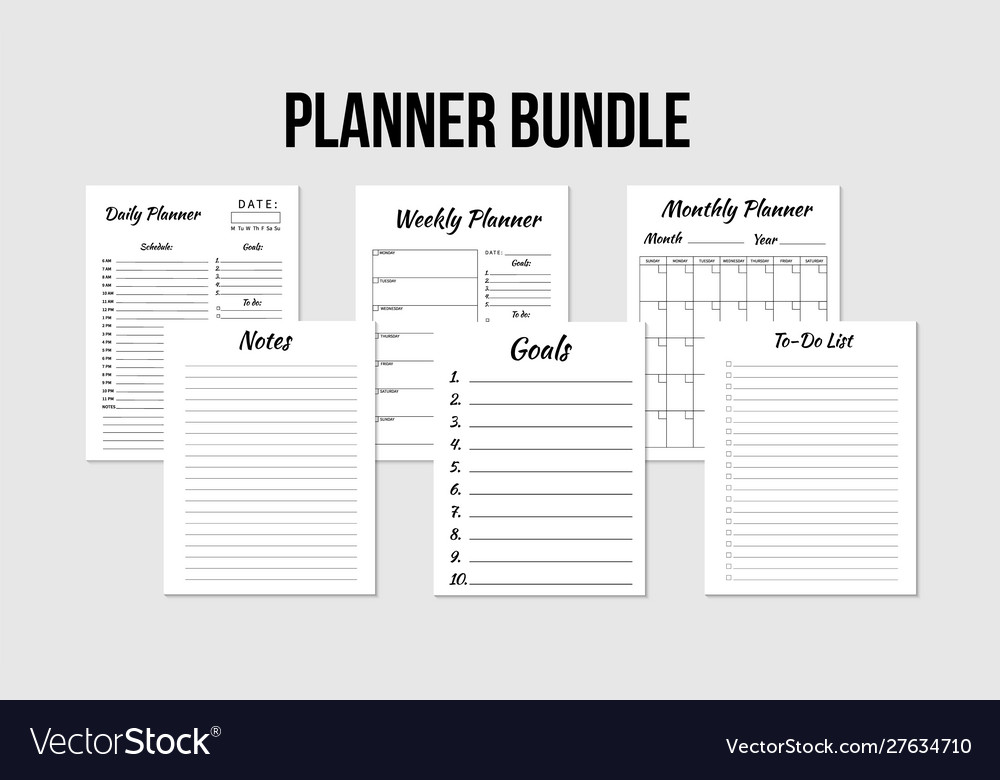 PLANNER BUNDLE
Daily Planner
DATE:
M Tu W Th F Sa Su
Schedule:
Goals:
6 AM
7 AM
8 AM
9 AM
10 AM
11 AM
12 PM
1 PM
2 PM
3 PM
4 PM
5 PM
6 PM
7 PM
8 PM
9 PM
10 PM
11 PM
NOTES
1.
2.
3.
4.
5.
To do:
Weekly Planner
MONDAY
TUESDAY
WEDNESDAY
THURSDAY
FRIDAY
SATURDAY
SUNDAY
DATE:
Goals:
1.
2.
3.
4.
5.
To do:
Monthly Planner
Month Year
SUNDAY MONDAY TUESDAY WEDNESDAY THURSDAY FRIDAY SATURDAY
Notes
Goals
1.
2.
3.
4.
5.
6.
7.
8.
9.
10.
To-Do List
VectorStock®
VectorStock.com/27634710